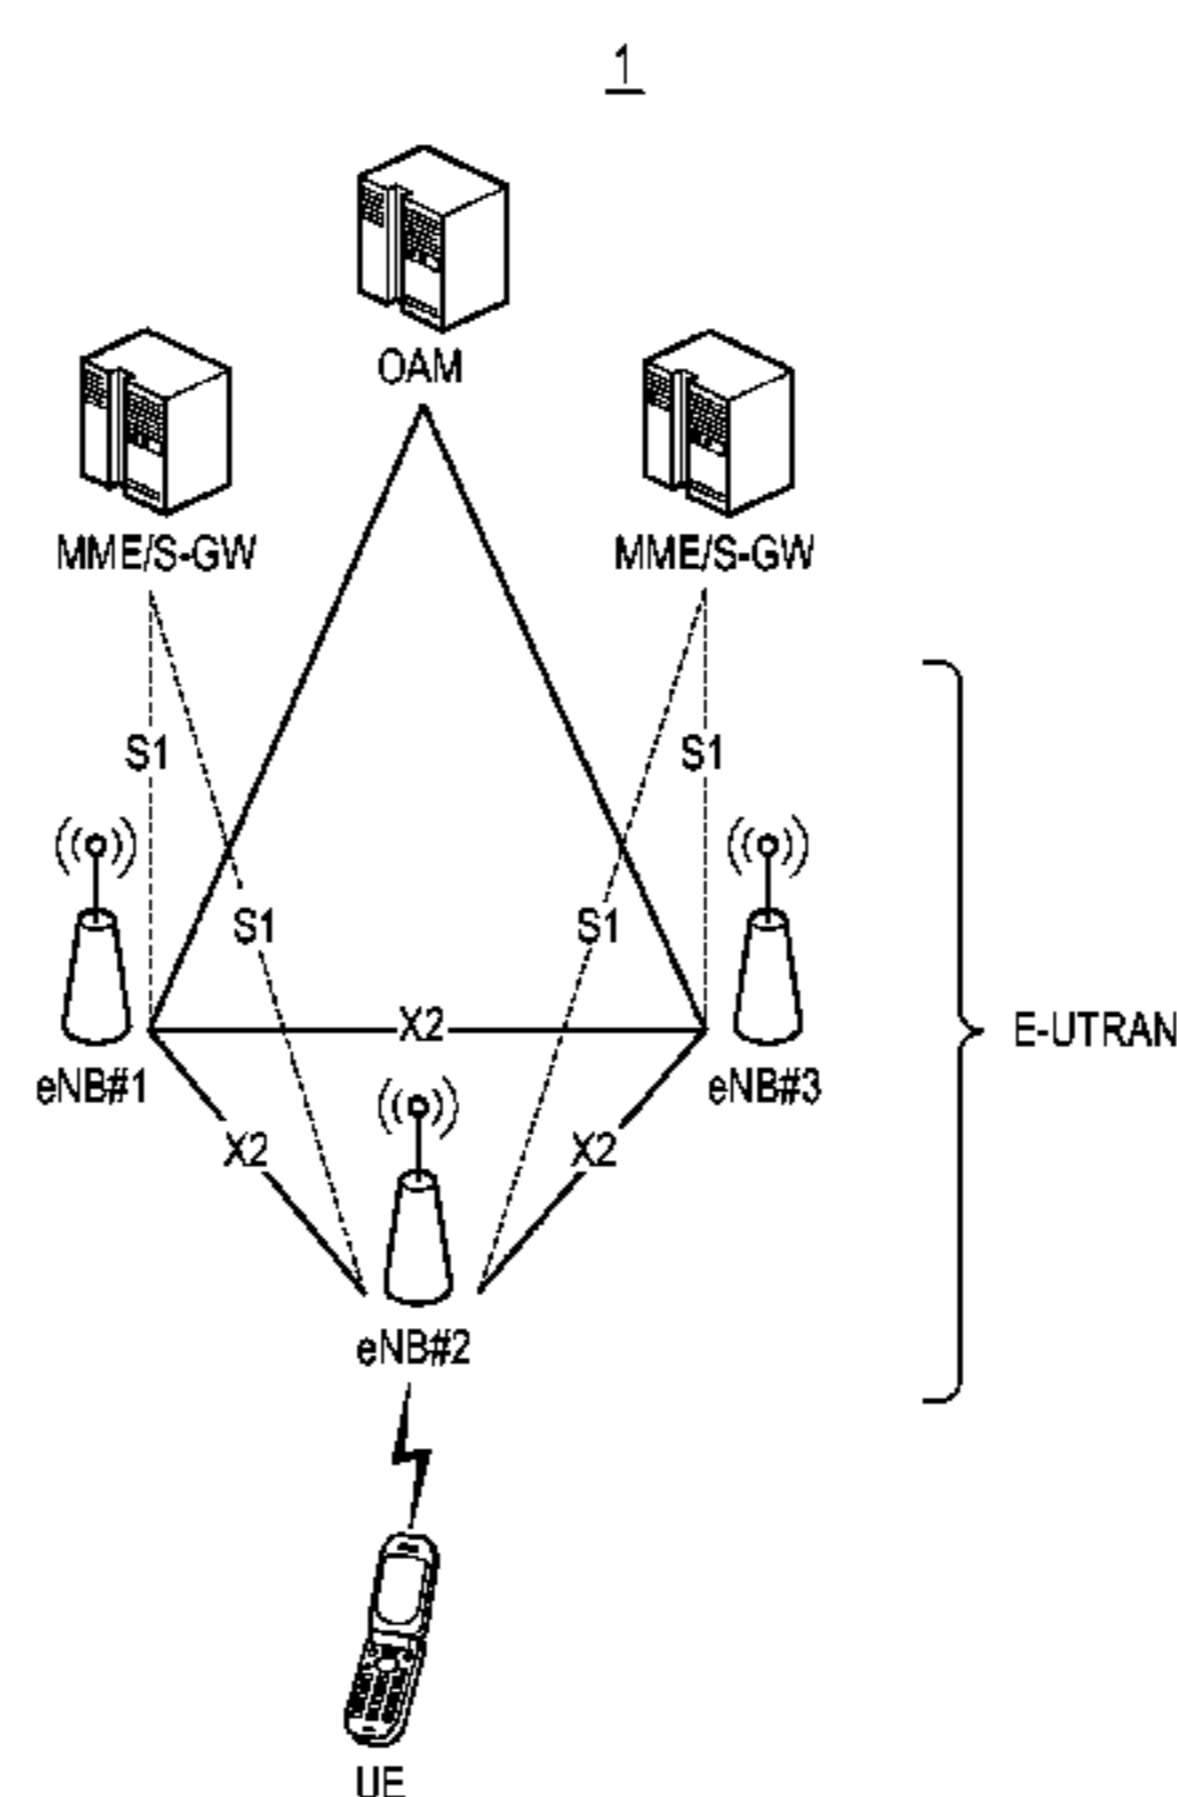 1
OAM
MME/S-GW
MME/S-GW
S1
S1
S1
S1
X2
E-UTRAN
eNB#1
eNB#3
X2
X2
eNB#2
UE